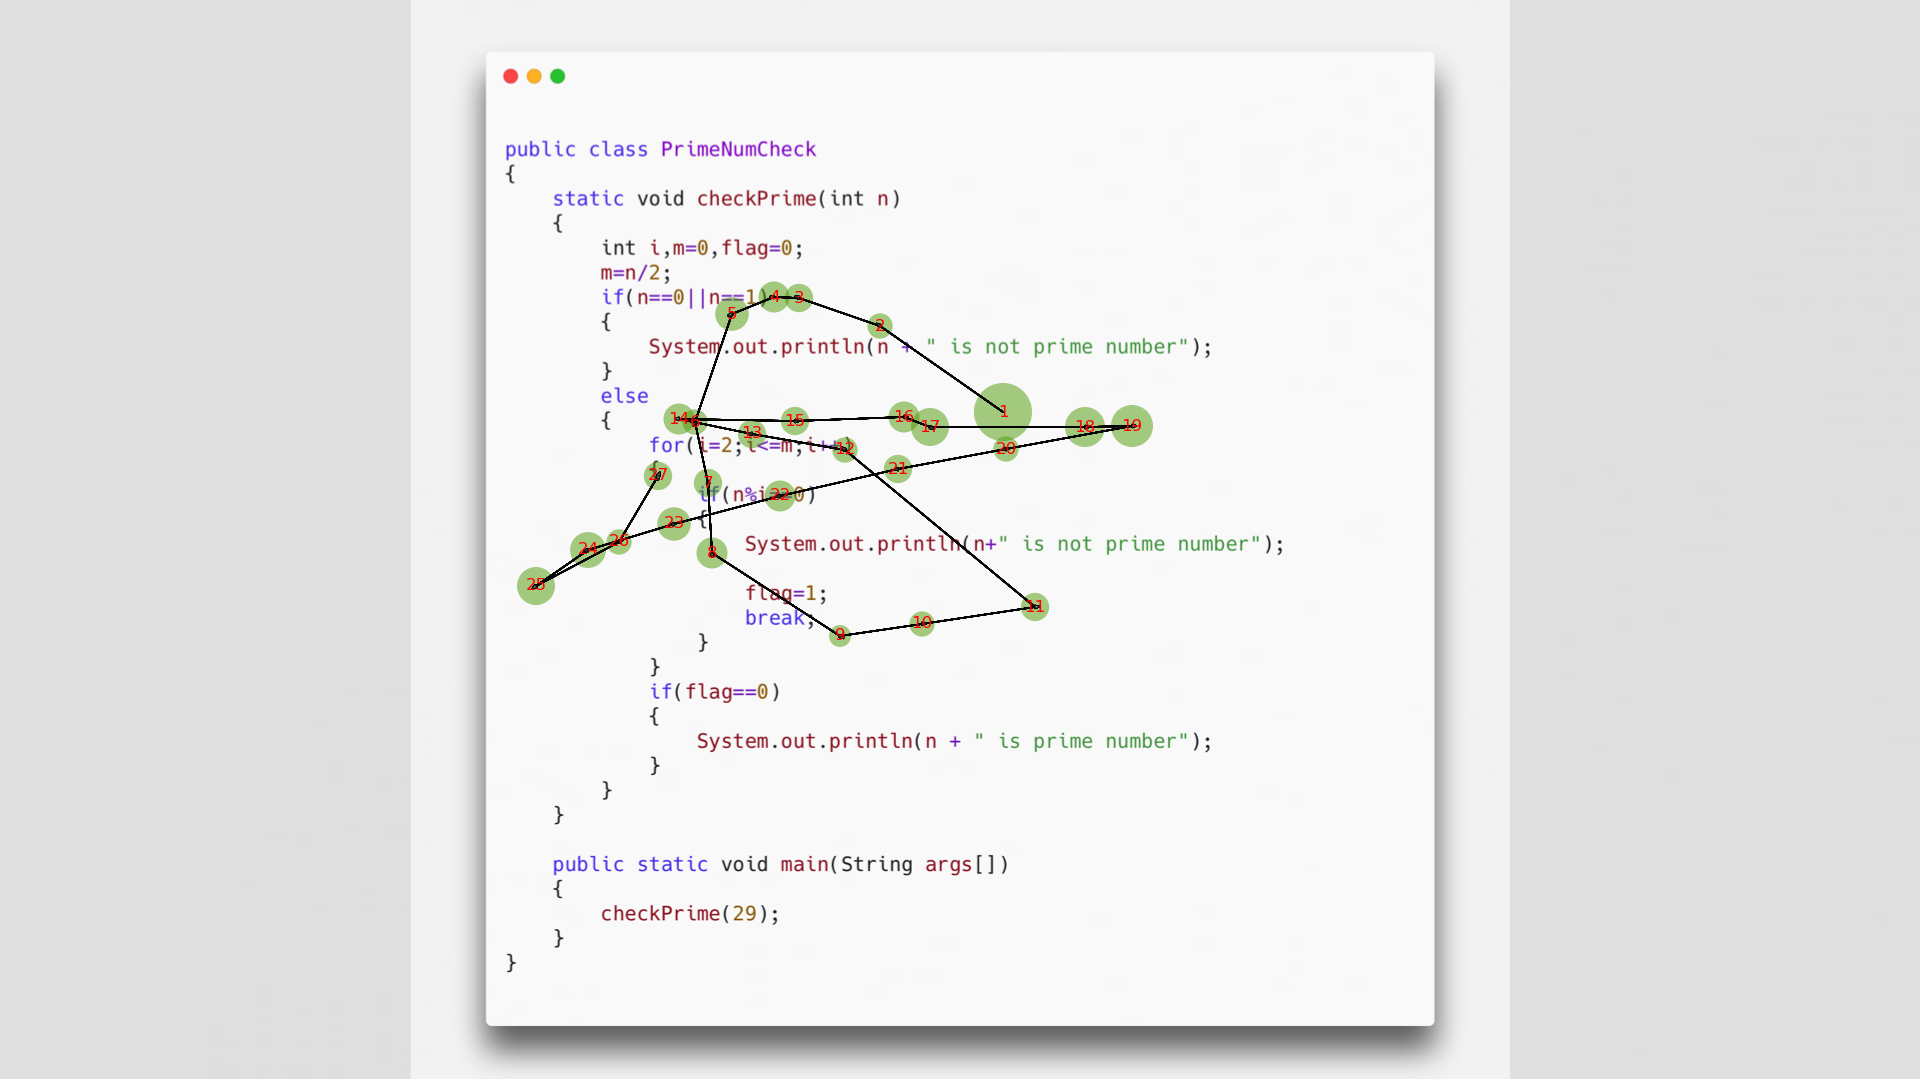 public class PrimeNumCheck
{
    static void checkPrime(int n)
    {
        int i,m=0,flag=0;
        m=n/2;
        if(n==0||n==1)
        {
            System.out.println(n + " is not prime number");
        }
        else
        {
            for(i=2;i<=m;i++)
            {
                if(n%i==0)
                {
                    System.out.println(n+" is not prime number");
                    flag=1;
                    break;
                }
            }
            if(flag==0)
            {
                System.out.println(n + " is prime number");
            }
        }
    }
    public static void main(String args[])
    {
        checkPrime(29);
    }
}
1
2
3
4
5
6
7
8
9
10
11
12
13
14
15
16
17
18
19
20
21
22
23
24
25
26
27